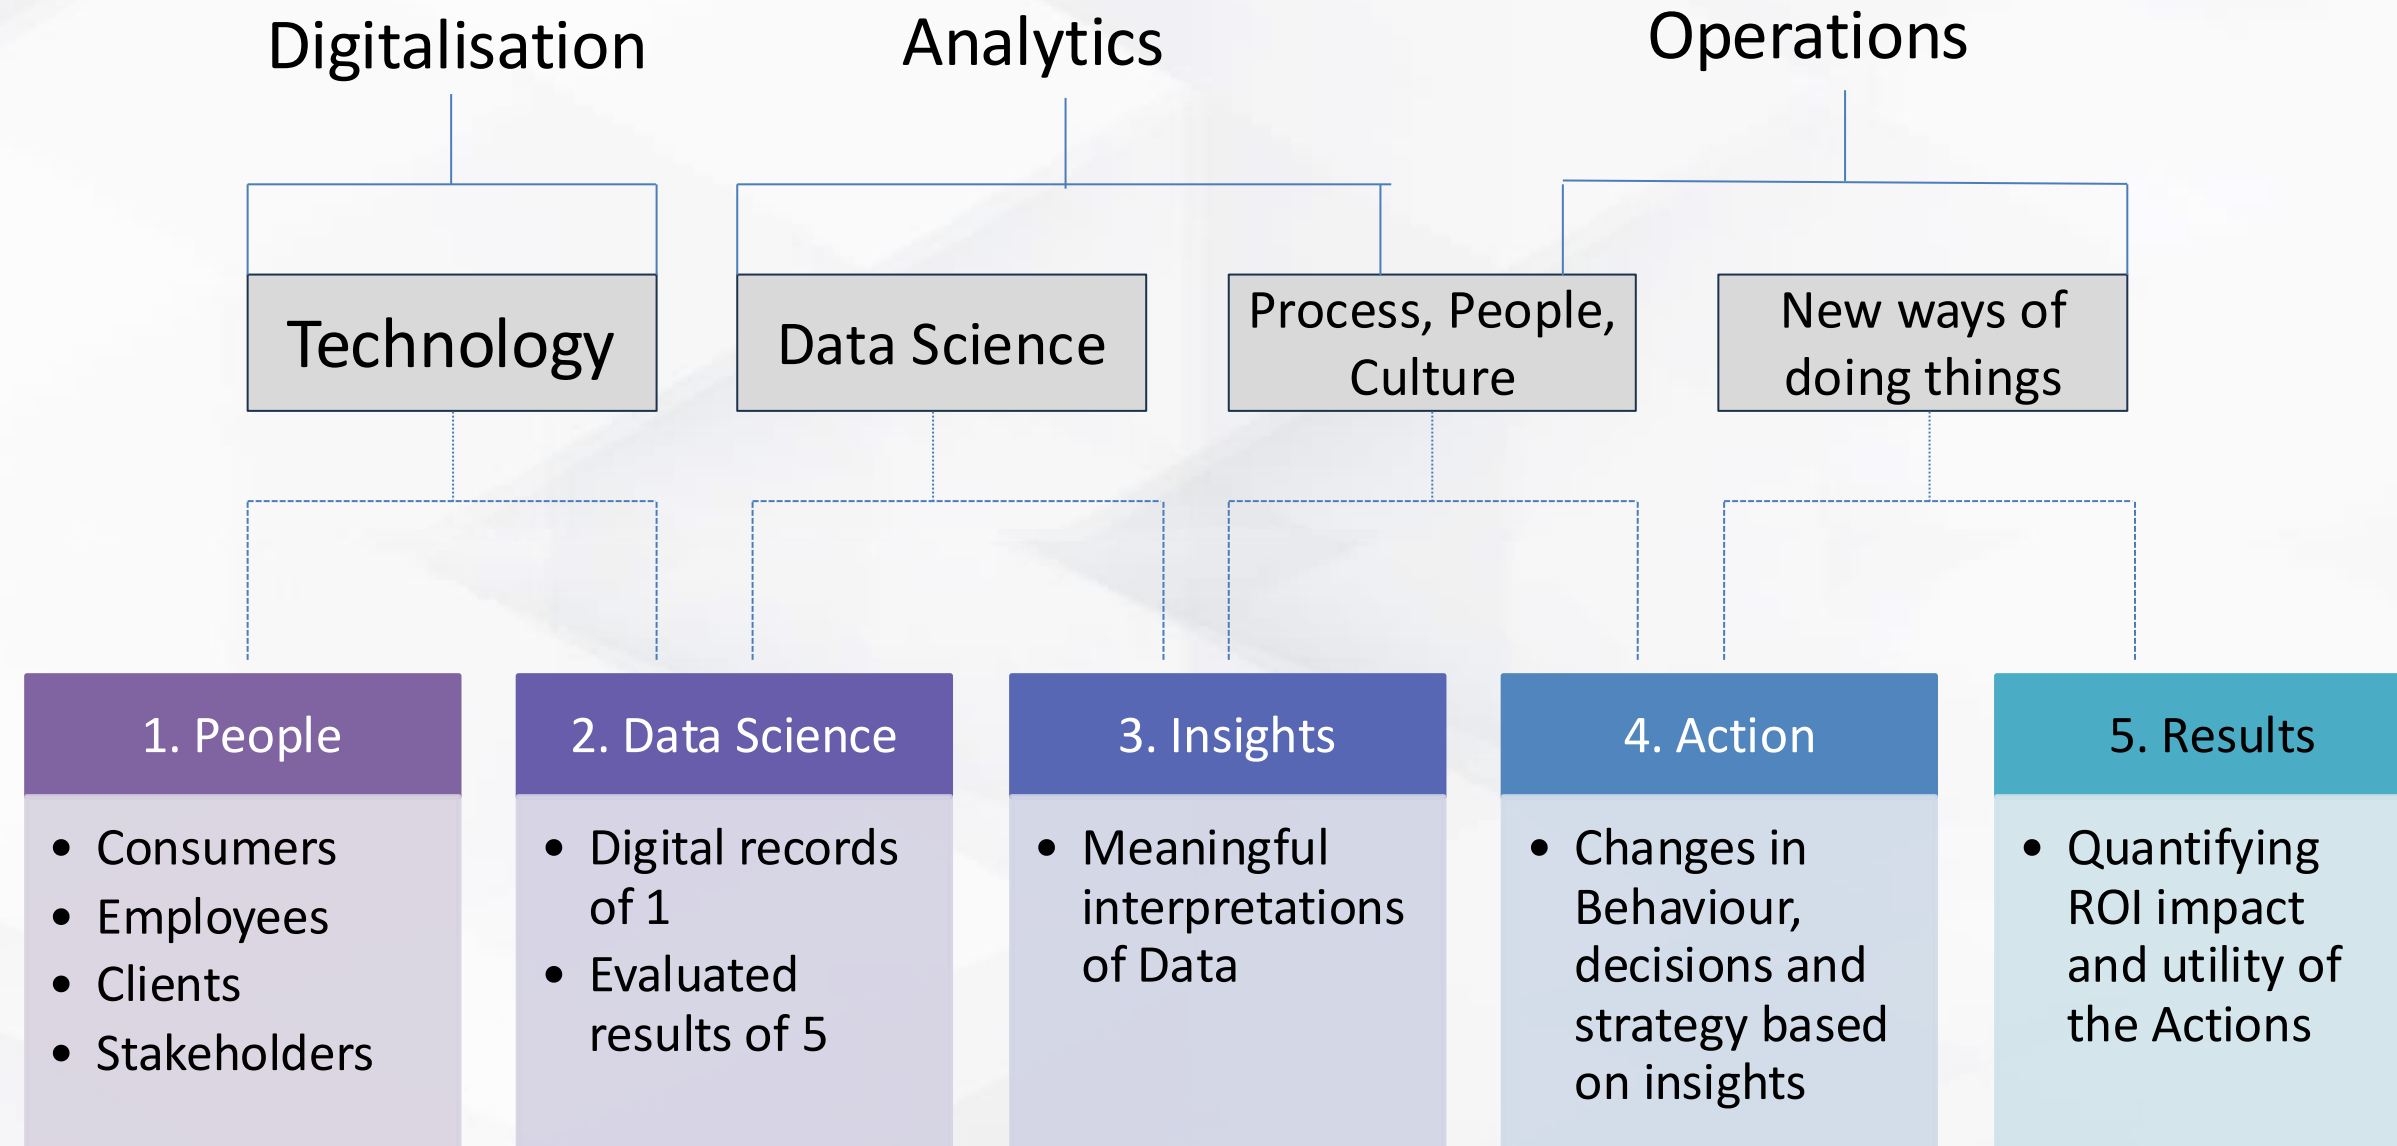 Digitalisation
Analytics
Operations
Technology
Data Science
Process, People,
Culture
New ways of
doing things
1. People
• Consumers
• Employees
• Clients
• Stakeholders
2. Data Science
• Digital records
of 1
• Evaluated
results of 5
3. Insights
• Meaningful
interpretations
of Data
4. Action
• Changes in
Behaviour,
decisions and
strategy based
on insights
5. Results
• Quantifying
ROI impact
and utility of
the Actions